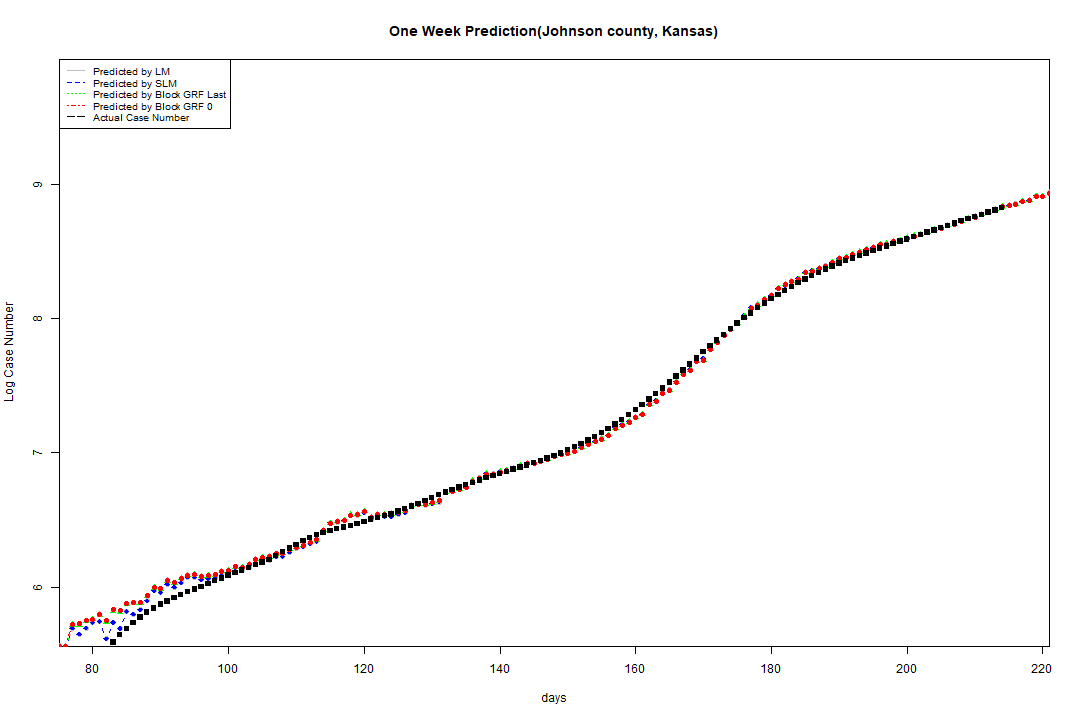 One Week Prediction(Johnson county, Kansas)
Predicted by LM
Predicted by SLM
Predicted by Block GRF Last
Predicted by Block GRF 0
Actual Case Number
9
8
7
6
Log Case Number
80 100 120 140 160 180 200 220
days